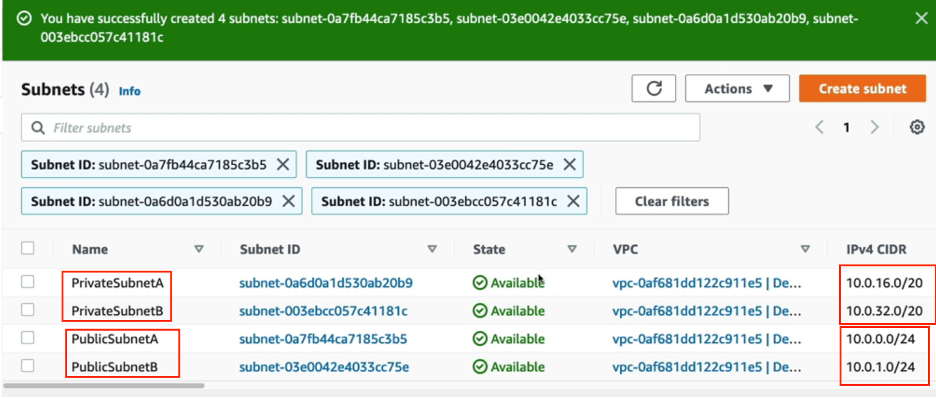 You have successfully created 4 subnets: subnet-0a7fb44ca7185c3b5, subnet-03e0042e4033cc75e, subnet-0a6d0a1d530ab20b9, subnet-
003ebcc057c41181c
Subnets (4) Info
Actions
Create subnet
Filter subnets
1
Subnet ID: subnet-0a7fb44ca7185c3b5 Subnet ID: subnet-03e0042e4033cc75e
Subnet ID: subnet-0a6d0a1d530ab20b9 Subnet ID: subnet-003ebcc057c41181c Clear filters
Name Subnet ID State VPC IPv4 CIDR
PrivateSubnetA subnet-0a6d0a1d530ab20b9 Available vpc-0af681dd122c911e5 | De... 10.0.16.0/20
PrivateSubnetB subnet-003ebcc057c41181c Available vpc-0af681dd122c911e5 | De... 10.0.32.0/20
PublicSubnetA subnet-0a7fb44ca7185c3b5 Available vpc-0af681dd122c911e5 | De... 10.0.0.0/24
PublicSubnetB subnet-03e0042e4033cc75e Available vpc-0af681dd122c911e5 | De... 10.0.1.0/24